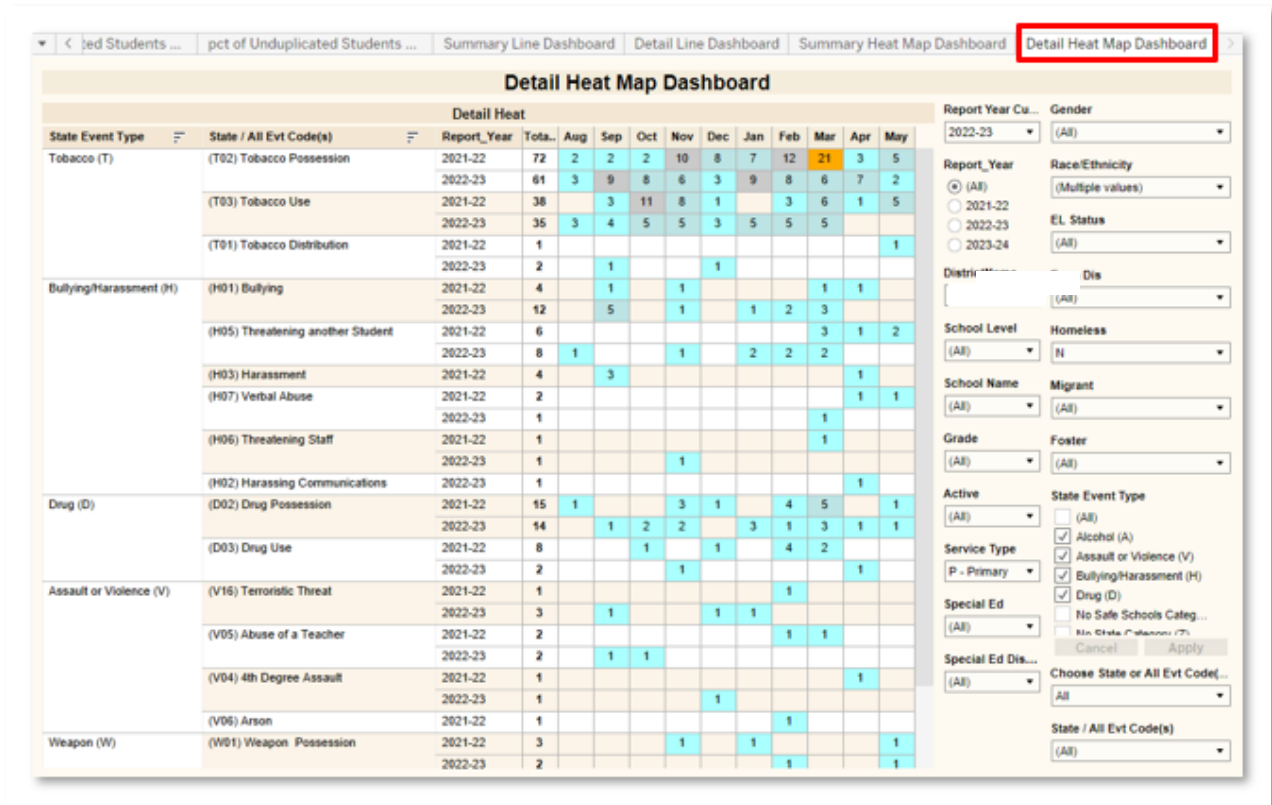 ted Students ... pct of Unduplicated Students ... Summary Line Dashboard Detail Line Dashboard Summary Heat Map Dashboard Detail Heat Map Dashboard
Detail Heat Map Dashboard
Detail Heat
State Event Type State / All Evt Code(s) Report_Year Tota.. Aug Sep Oct Nov Dec Jan Feb Mar Apr May
Tobacco (T) (T02) Tobacco Possession 2021-22 72 2 2 2 10 8 7 12 21 3 5
2022-23 61 3 9 8 6 3 9 8 6 7 2
(T03) Tobacco Use 2021-22 38 3 11 8 1 3 6 1 5
2022-23 35 3 4 5 5 3 5 5 5
(T01) Tobacco Distribution 2021-22 1 1
2022-23 2 1 1
Bullying/Harassment (H) (H01) Bullying 2021-22 4 1 1 1 1
2022-23 12 5 1 1 2 3
(H05) Threatening another Student 2021-22 6 3 1 2
2022-23 8 1 1 2 2 2
(H03) Harassment 2021-22 4 3 1
(H07) Verbal Abuse 2021-22 2 1 1
2022-23 1 1
(H06) Threatening Staff 2021-22 1 1
2022-23 1 1
(H02) Harassing Communications 2022-23 1 1
Drug (D) (D02) Drug Possession 2021-22 15 1 3 1 4 5 1
2022-23 14 1 2 2 3 1 3 1 1
(D03) Drug Use 2021-22 8 1 1 4 2
2022-23 2 1 1
Assault or Violence (V) (V16) Terroristic Threat 2021-22 1 1
2022-23 3 1 1 1
(V05) Abuse of a Teacher 2021-22 2 1 1
2022-23 2 1 1
(V04) 4th Degree Assault 2021-22 1 1
2022-23 1 1
(V06) Arson 2021-22 1 1
Weapon (W) (W01) Weapon Possession 2021-22 3 1 1 1
2022-23 2 1 1
Report Year Cu...
2022-23
Report_Year
(All)
2021-22
2022-23
2023-24
School Level
(All)
School Name
(All)
Grade
(All)
Active
(All)
Service Type
P - Primary
Special Ed
(All)
Special Ed Dis....
(All)
Gender
(All)
Race/Ethnicity
(Multiple values)
EL Status
(All)
Dis
(All)
Homeless
N
Migrant
(All)
Foster
(All)
State Event Type
(All)
Alcohol (A)
Assault or Violence (V)
Bullying/Harassment (H)
Drug (D)
No Safe Schools Categ...
No State Category (Z)
Cancel Apply
Choose State or All Evt Code(...
All
State / All Evt Code(s)
(All)